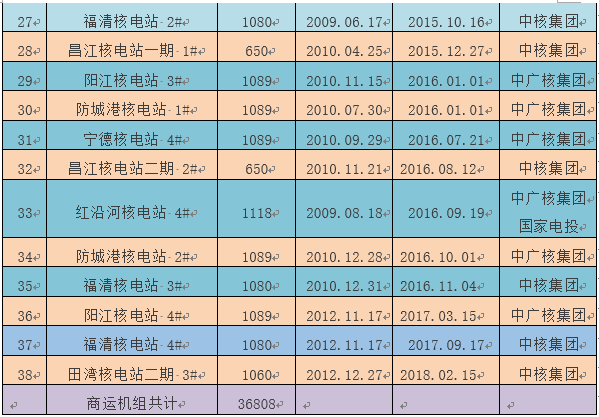 27 福清核电站 2# 1080 2009.06.17 2015.10.16 中核集团
28 昌江核电站一期 1# 650 2010.04.25 2015.12.27 中核集团
29 阳江核电站 3# 1089 2010.11.15 2016.01.01 中广核集团
30 防城港核电站 1# 1089 2010.07.30 2016.01.01 中广核集团
31 宁德核电站 4# 1089 2010.09.29 2016.07.21 中广核集团
32 昌江核电站二期 2# 650 2010.11.21 2016.08.12 中核集团
33 红沿河核电站 4# 1118 2009.08.18 2016.09.19 中广核集团
国家电投
34 防城港核电站 2# 1089 2010.12.28 2016.10.01 中广核集团
35 福清核电站 3# 1080 2010.12.31 2016.11.04 中核集团
36 阳江核电站 4# 1089 2012.11.17 2017.03.15 中广核集团
37 福清核电站 4# 1080 2012.11.17 2017.09.17 中核集团
38 田湾核电站二期 3# 1060 2012.12.27 2018.02.15 中核集团
商运机组共计 36808